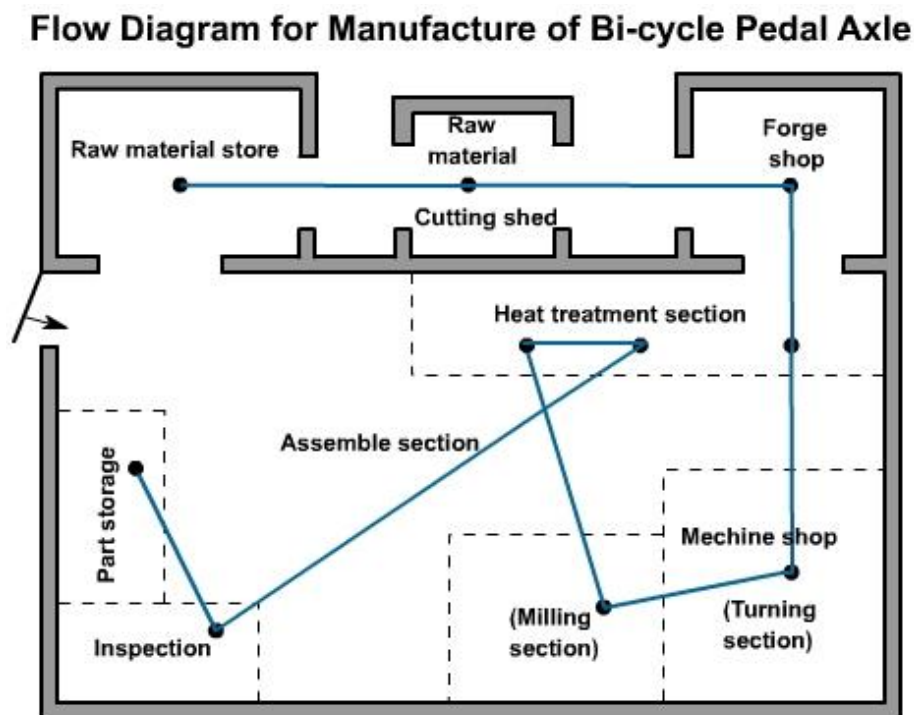 Flow Diagram for Manufacture of Bi-cycle Pedal Axle
Raw material store
Raw
material
Forge
shop
Cutting shed
Heat treatment section
Assemble section
Part storage
Mechine shop
Inspection
(Milling
section)
(Turning
section)